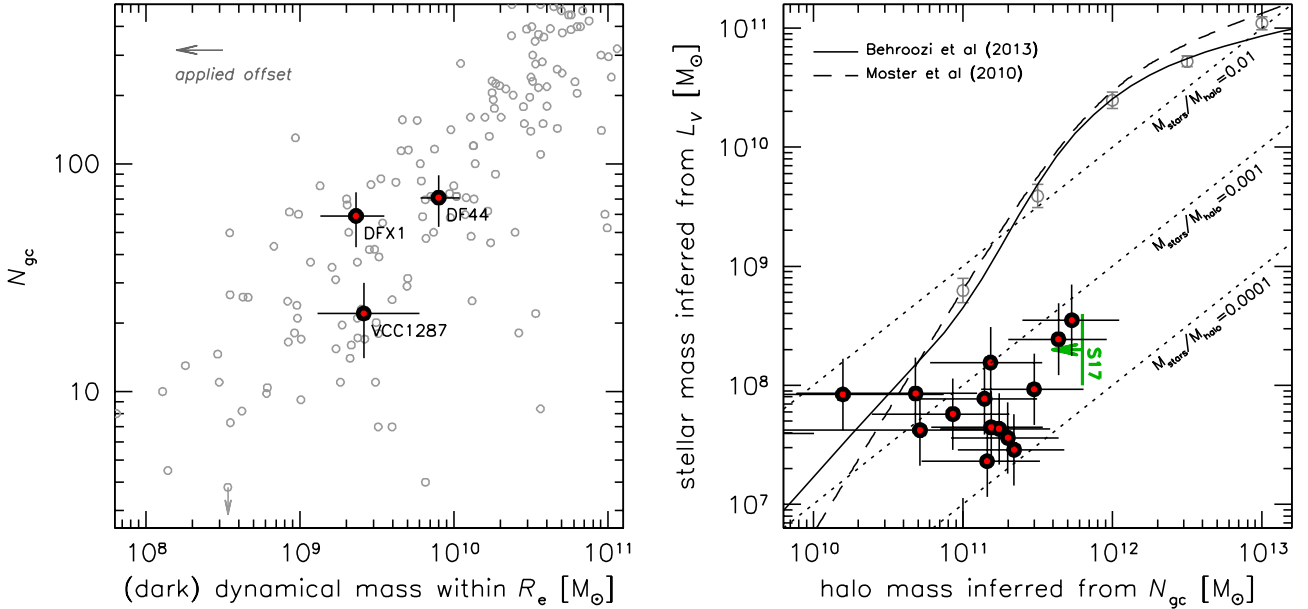 100
10
N_gc
applied offset
DFX1
DF44
VCC1287
10^8
10^9
10^10
10^11
(dark) dynamical mass within R_e [M_⊙]
10^11
10^10
10^9
10^8
10^7
stellar mass inferred from L_V [M_⊙]
Behroozi et al (2013)
Moster et al (2010)
M_stars/M_halo=0.01
M_stars/M_halo=0.001
M_stars/M_halo=0.0001
S17
10^10
10^11
10^12
10^13
halo mass inferred from N_gc [M_⊙]